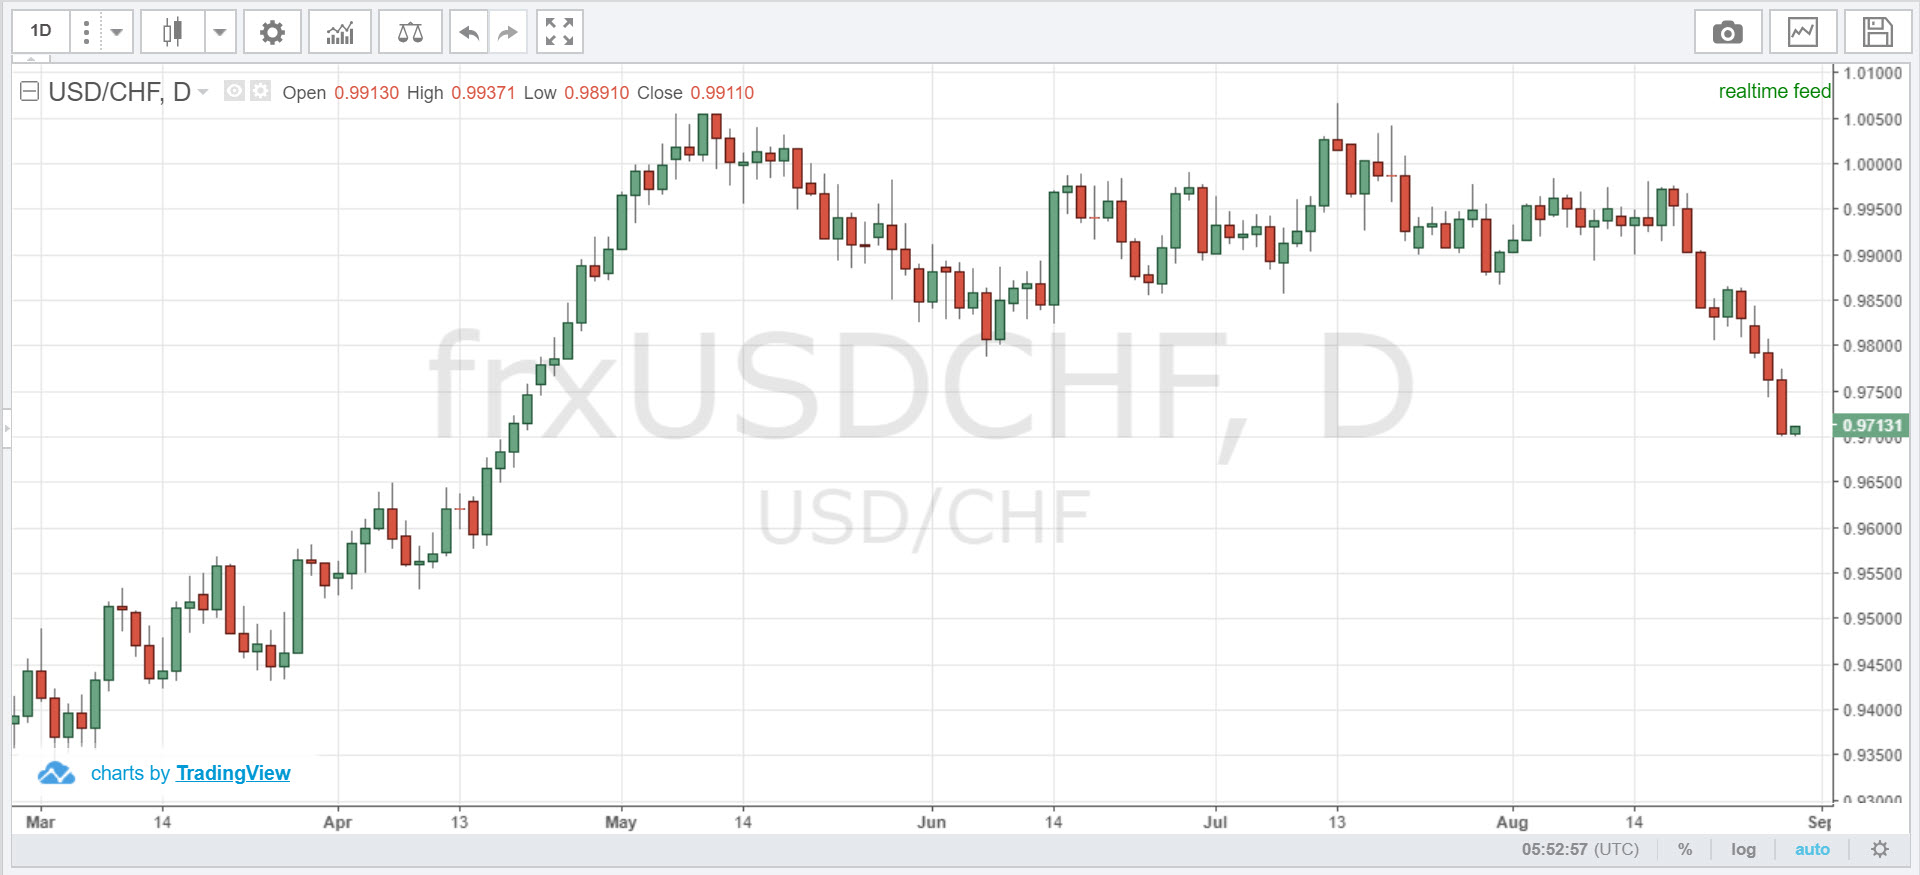 1D
USD/CHF, D Open 0.99130 High 0.99371 Low 0.98910 Close 0.99110
realtime feed
1.01000
1.00500
1.00000
0.99500
0.99000
0.98500
0.98000
0.97500
0.97131
0.97000
0.96500
0.96000
0.95500
0.95000
0.94500
0.94000
0.93500
0.93000
frxUSDCHF, D
USD/CHF
charts by TradingView
Mar 14 Apr 13 May 14 Jun 14 Jul 13 Aug 14 Sep
05:52:57 (UTC) % log auto